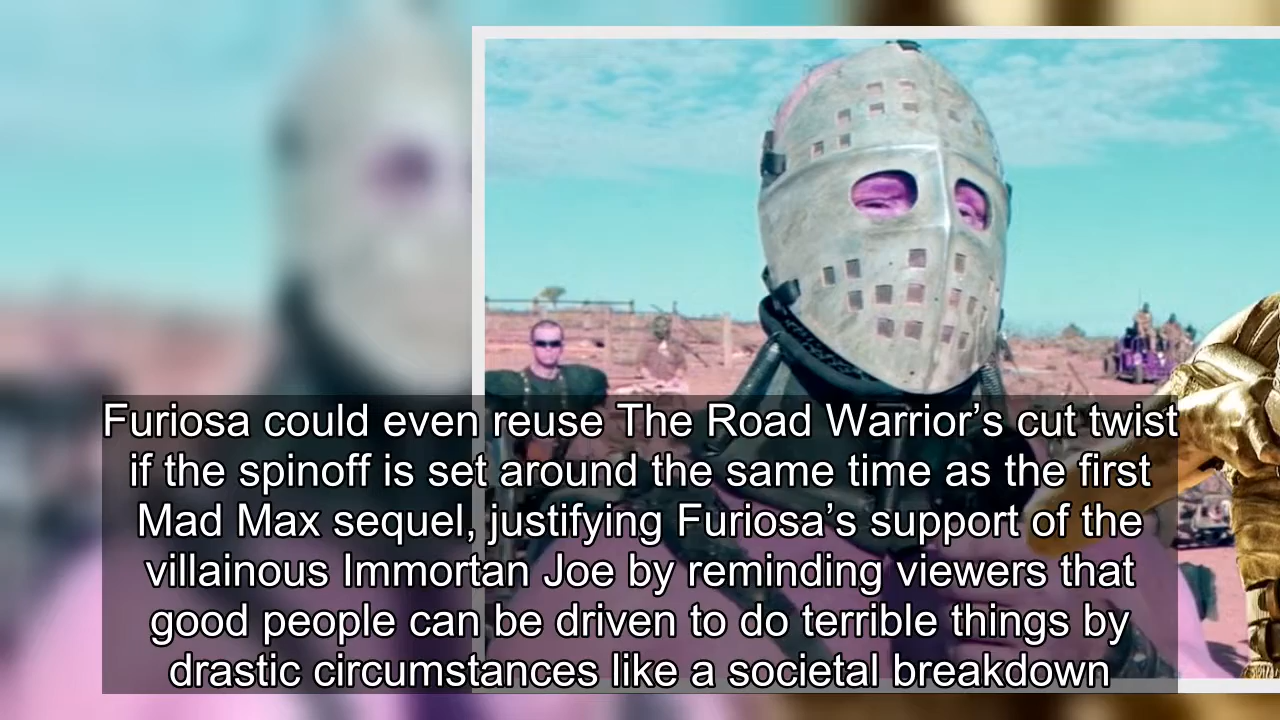 Furiosa could even reuse The Road Warrior’s cut twist
if the spinoff is set around the same time as the first
Mad Max sequel, justifying Furiosa’s support of the
villainous Immortan Joe by reminding viewers that
good people can be driven to do terrible things by
drastic circumstances like a societal breakdown